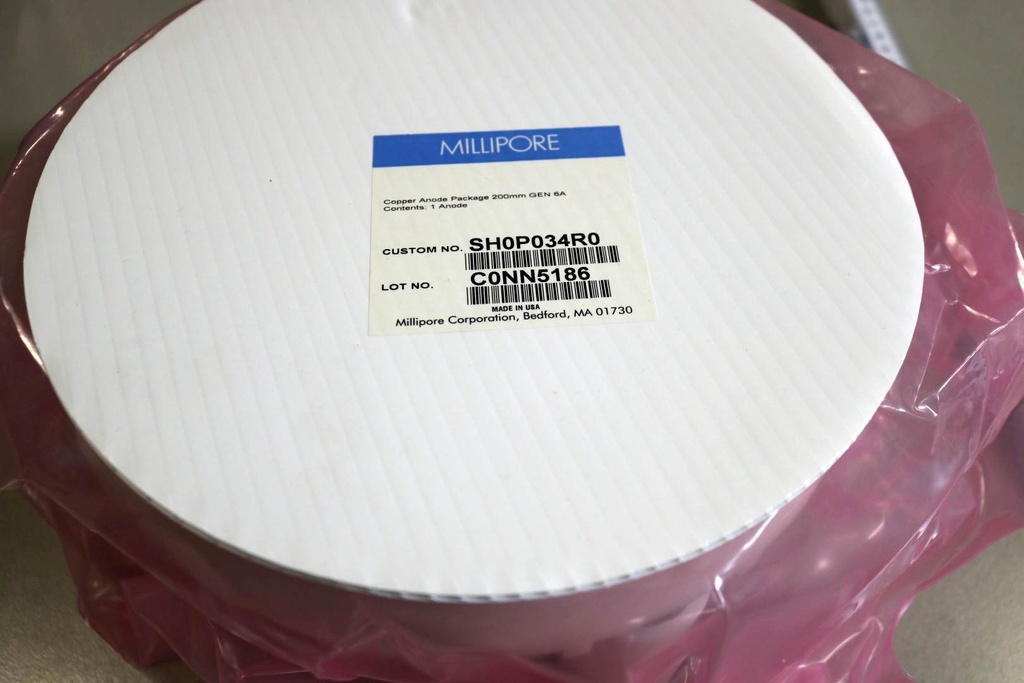 MILLIPORE
Copper Anode Package 200mm GEN 6A
Contents: 1 Anode
CUSTOM NO. SH0P034R0
LOT NO. C0NN5186
MADE IN USA
Millipore Corporation, Bedford, MA 01730